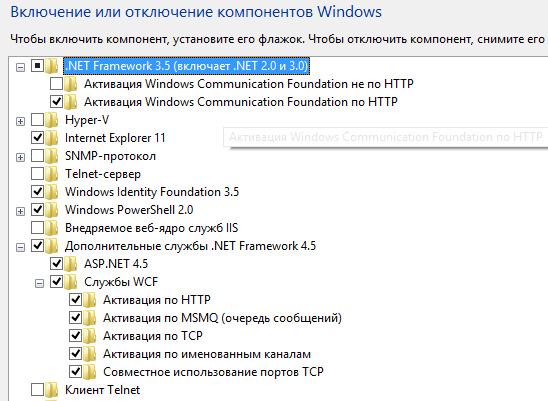 Включение или отключение компонентов Windows
Чтобы включить компонент, установите его флажок. Чтобы отключить компонент, снимите его
.NET Framework 3.5 (включает .NET 2.0 и 3.0)
Активация Windows Communication Foundation не по HTTP
Активация Windows Communication Foundation по HTTP
Hyper-V
Internet Explorer 11
Активация Windows Communication Foundation по HTTP
SNMP-протокол
Telnet-сервер
Windows Identity Foundation 3.5
Windows PowerShell 2.0
Внедряемое веб-ядро служб IIS
Дополнительные службы .NET Framework 4.5
ASP.NET 4.5
Службы WCF
Активация по HTTP
Активация по MSMQ (очередь сообщений)
Активация по TCP
Активация по именованным каналам
Совместное использование портов TCP
Клиент Telnet